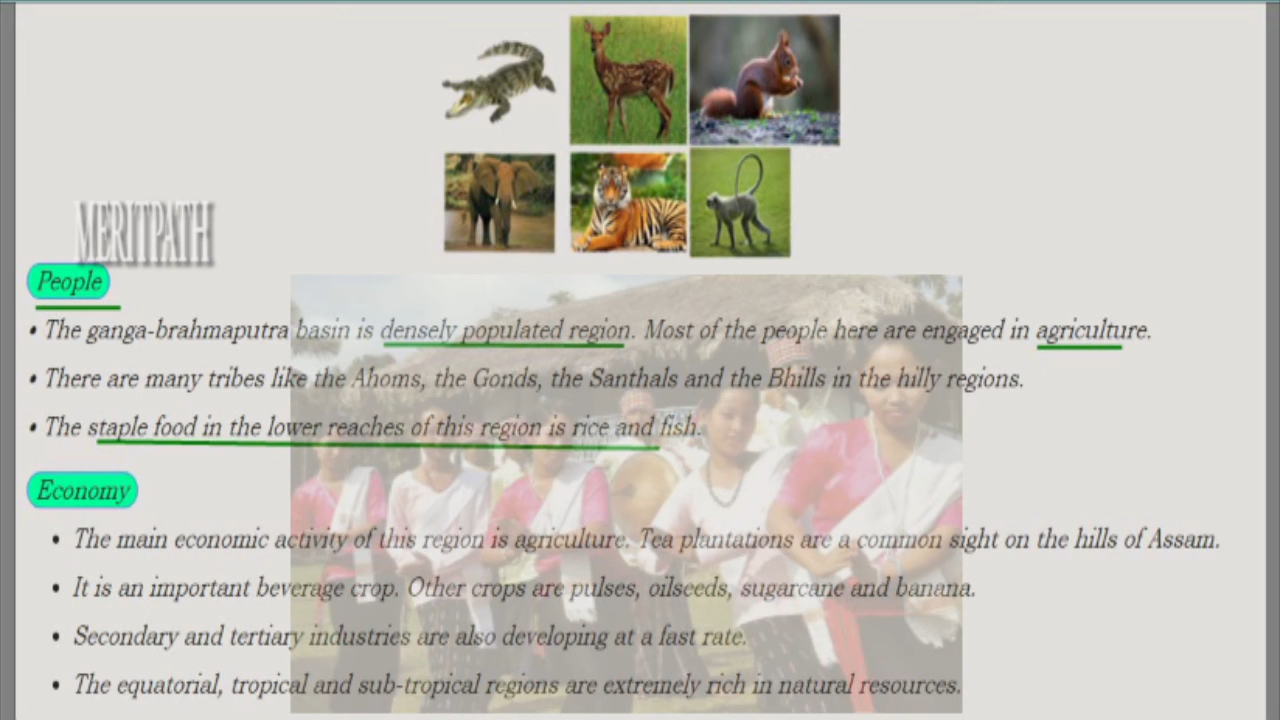 MERITPATH
People
• The ganga-brahmaputra basin is densely populated region. Most of the people here are engaged in agriculture.
• There are many tribes like the Ahoms, the Gonds, the Santhals and the Bhills in the hilly regions.
• The staple food in the lower reaches of this region is rice and fish.
Economy
• The main economic activity of this region is agriculture. Tea plantations are a common sight on the hills of Assam.
• It is an important beverage crop. Other crops are pulses, oilseeds, sugarcane and banana.
• Secondary and tertiary industries are also developing at a fast rate.
• The equatorial, tropical and sub-tropical regions are extremely rich in natural resources.